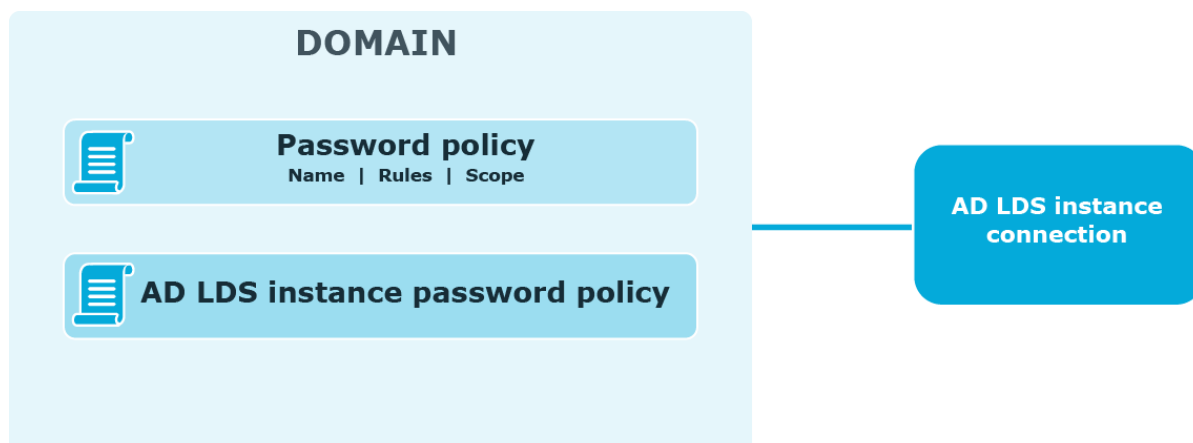 DOMAIN
Password policy
Name | Rules | Scope
AD LDS instance password policy
AD LDS instance
connection